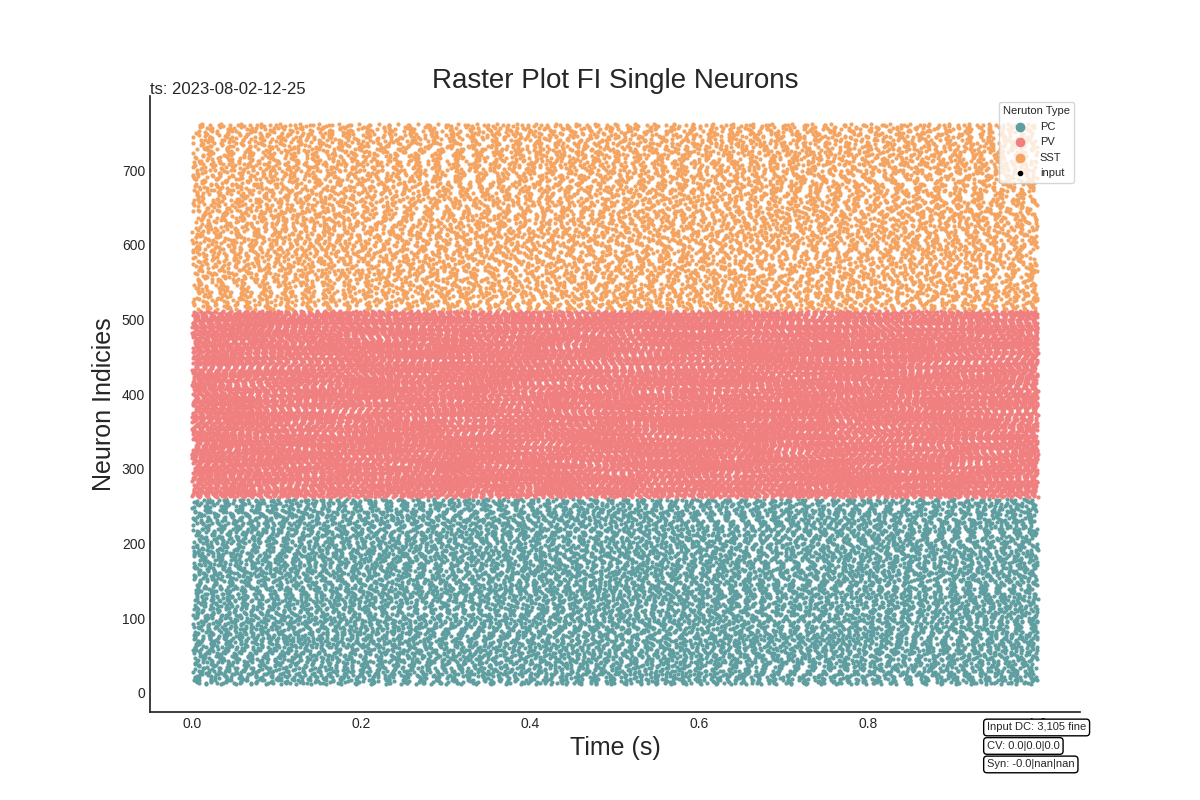 Raster Plot FI Single Neurons
ts: 2023-08-02-12-25
Neruton Type
PC
PV
SST
input
Neuron Indicies
700
600
500
400
300
200
100
0
0.0 0.2 0.4 0.6 0.8
Time (s)
Input DC: 3,105 fine
CV: 0.0|0.0|0.0
Syn: -0.0|nan|nan